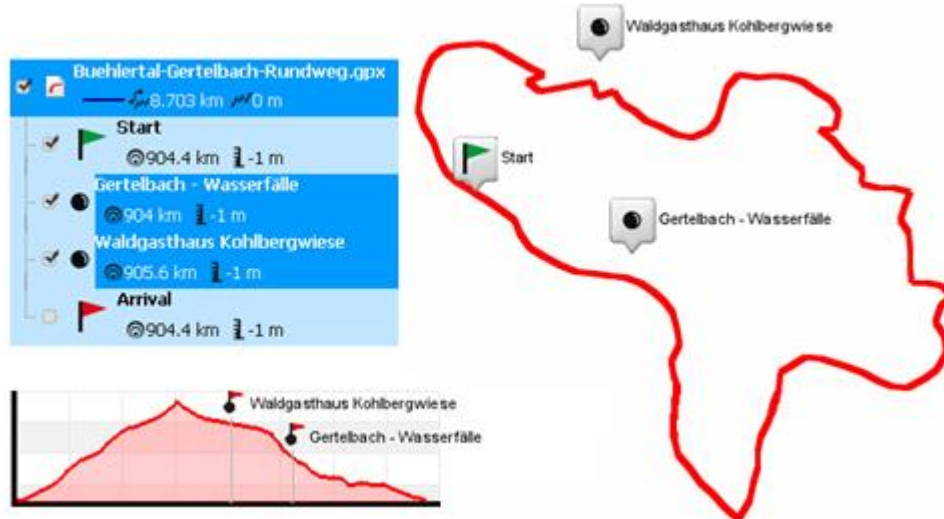 Buehlertal-Gertelbach-Rundweg.gpx
8.703 km 0 m
Start
904.4 km -1 m
Gertelbach - Wasserfälle
904 km -1 m
Waldgasthaus Kohlbergwiese
905.6 km -1 m
Arrival
904.4 km -1 m
Waldgasthaus Kohlbergwiese
Start
Gertelbach - Wasserfälle
Waldgasthaus Kohlbergwiese
Gertelbach - Wasserfälle